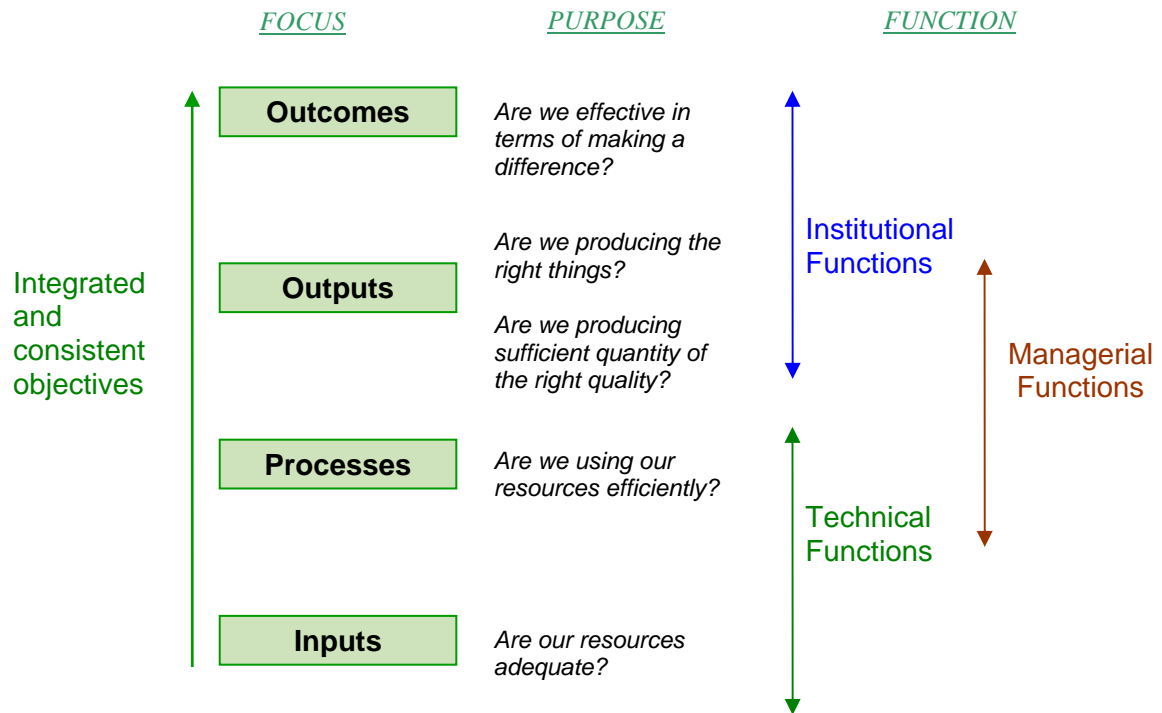 FOCUS
PURPOSE
FUNCTION
Outcomes
Are we effective in
terms of making a
difference?
Institutional
Functions
Integrated
and
consistent
objectives
Outputs
Are we producing the
right things?
Are we producing
sufficient quantity of
the right quality?
Managerial
Functions
Processes
Are we using our
resources efficiently?
Technical
Functions
Inputs
Are our resources
adequate?